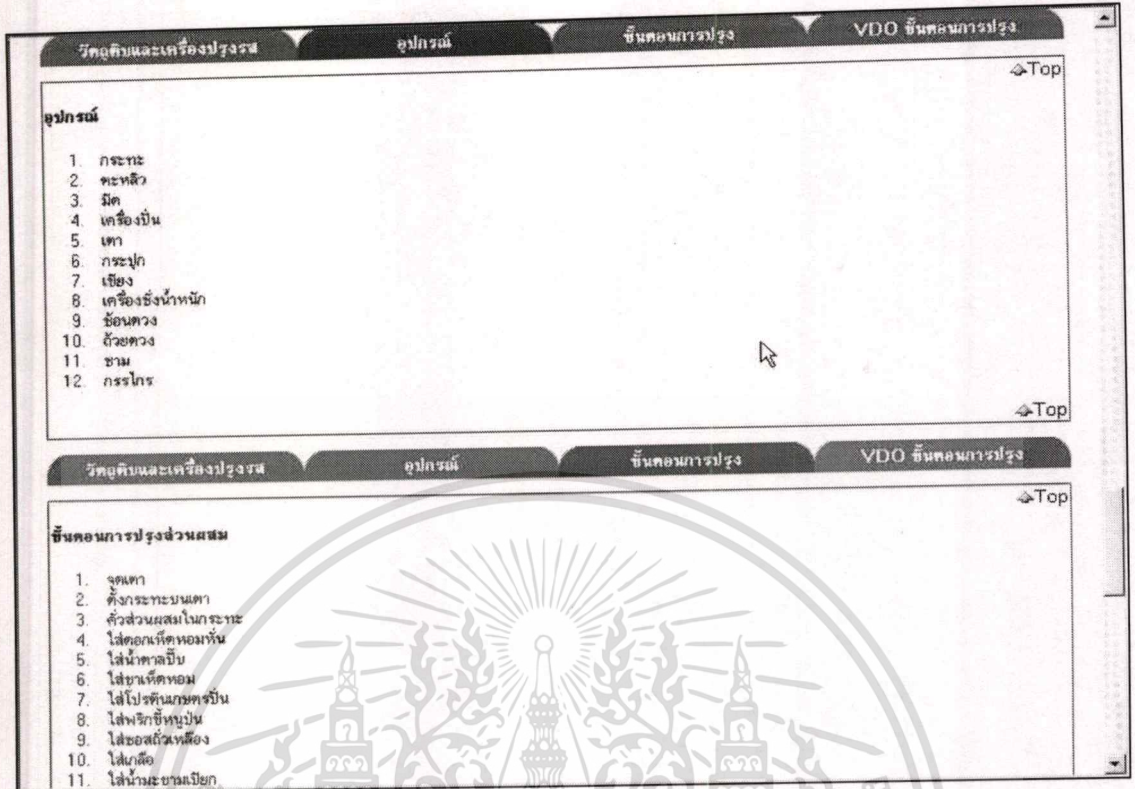 วัตถุดิบและเครื่องปรุงรส อุปกรณ์ ขั้นตอนการปรุง VDO ขั้นตอนการปรุง
Top
อุปกรณ์
1. กระทะ
2. ตะหลิว
3. มีด
4. เครื่องปั่น
5. เตา
6. กระปุก
7. เขียง
8. เครื่องชั่งน้ำหนัก
9. ช้อนตวง
10. ถ้วยตวง
11. ชาม
12. กรรไกร
Top
วัตถุดิบและเครื่องปรุงรส อุปกรณ์ ขั้นตอนการปรุง VDO ขั้นตอนการปรุง
Top
ขั้นตอนการปรุงส่วนผสม
1. จุดเตา
2. ตั้งกระทะบนเตา
3. คั่วส่วนผสมในกระทะ
4. ใส่ดอกเห็ดหอมหั่น
5. ใส่น้ำตาลปี๊บ
6. ใส่ขาเห็ดหอม
7. ใส่โปรตีนเกษตรป่น
8. ใส่พริกขี้หนูป่น
9. ใส่ซอสถั่วเหลือง
10. ใส่เกลือ
11. ใส่น้ำมะขามเปียก